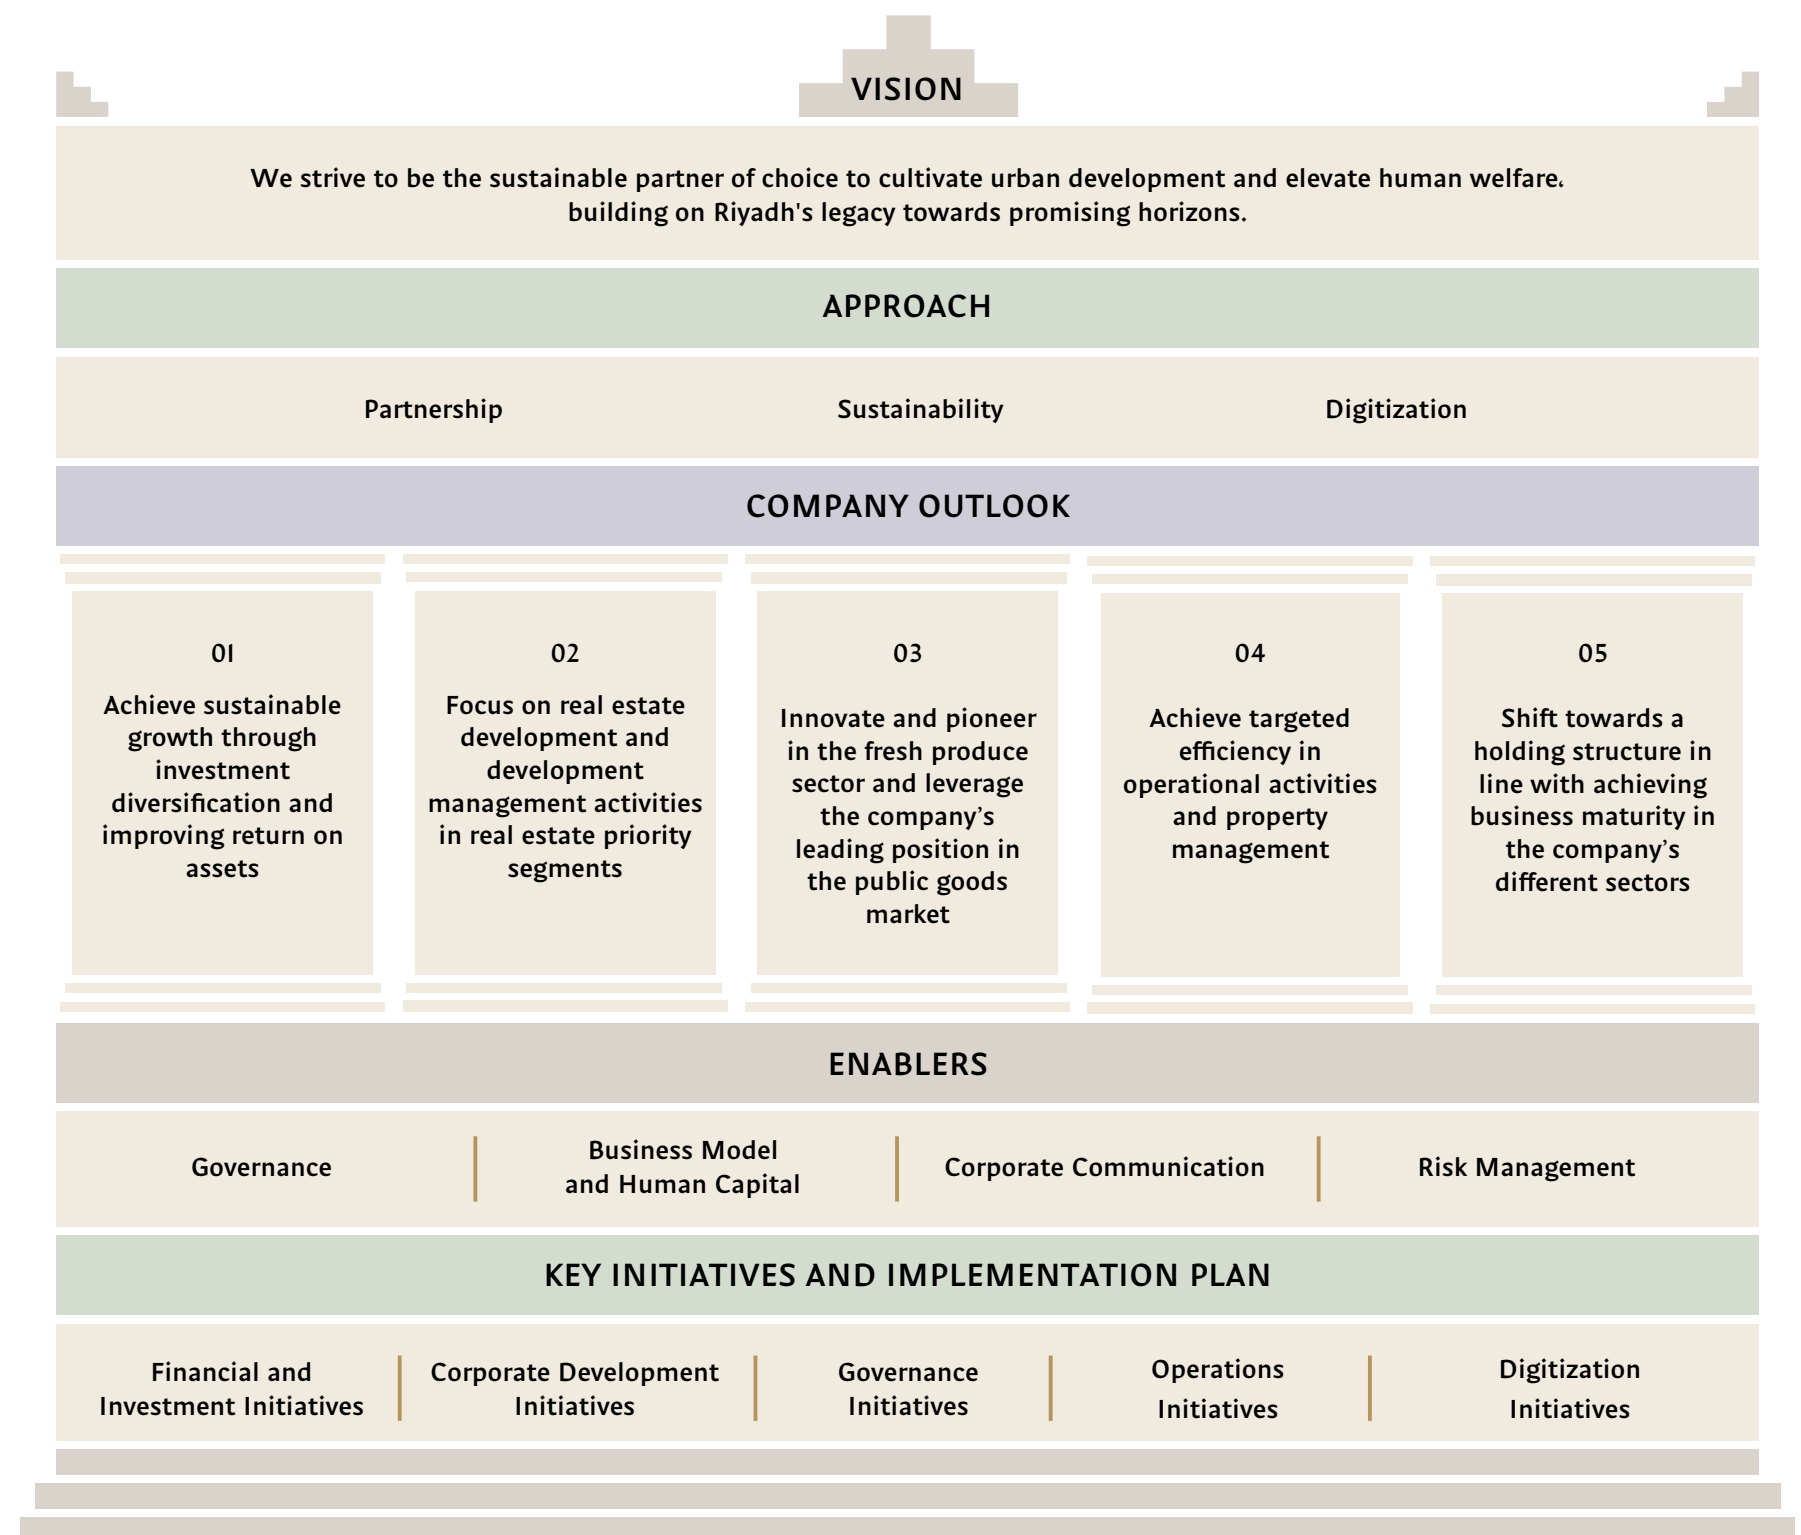 VISION
We strive to be the sustainable partner of choice to cultivate urban development and elevate human welfare،
building on Riyadh's legacy towards promising horizons.
APPROACH
Partnership
Sustainability
Digitization
COMPANY OUTLOOK
01
Achieve sustainable
growth through
investment
diversification and
improving return on
assets
02
Focus on real estate
development and
development
management activities
in real estate priority
segments
03
Innovate and pioneer
in the fresh produce
sector and leverage
the company’s
leading position in
the public goods
market
04
Achieve targeted
efficiency in
operational activities
and property
management
05
Shift towards a
holding structure in
line with achieving
business maturity in
the company’s
different sectors
ENABLERS
Governance
Business Model
and Human Capital
Corporate Communication
Risk Management
KEY INITIATIVES AND IMPLEMENTATION PLAN
Financial and
Investment Initiatives
Corporate Development
Initiatives
Governance
Initiatives
Operations
Initiatives
Digitization
Initiatives